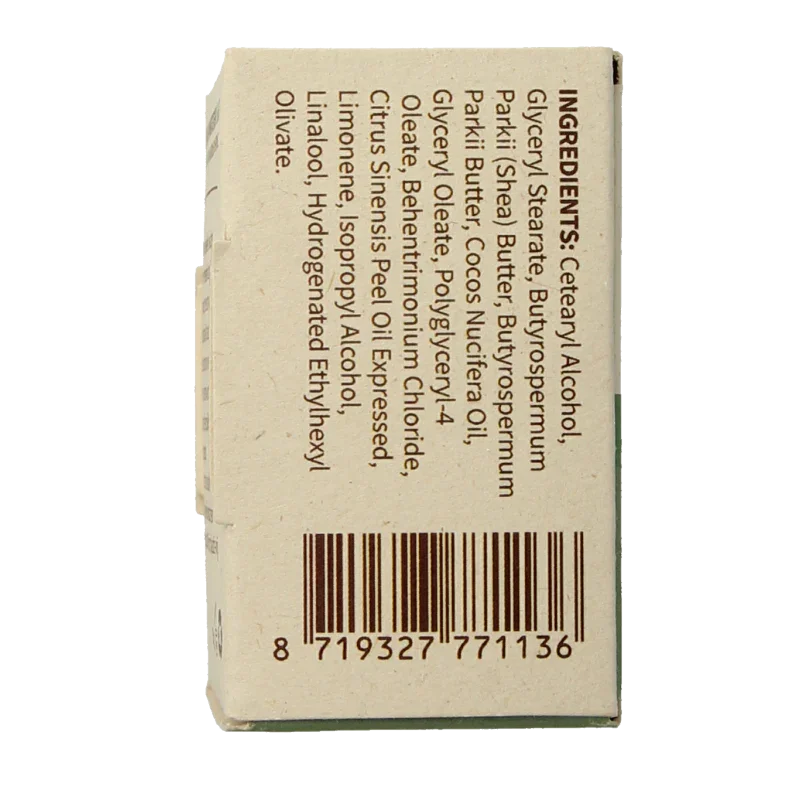 INGREDIENTS: Cetearyl Alcohol,
Glyceryl Stearate, Butyrospermum
Parkii (Shea) Butter, Butyrospermum
Parkii Butter, Cocos Nucifera Oil,
Glyceryl Oleate, Polyglyceryl-4
Oleate, Behentrimonium Chloride,
Citrus Sinensis Peel Oil Expressed,
Limonene, Isopropyl Alcohol,
Linalool, Hydrogenated Ethylhexyl
Olivate.
8 719327 771136